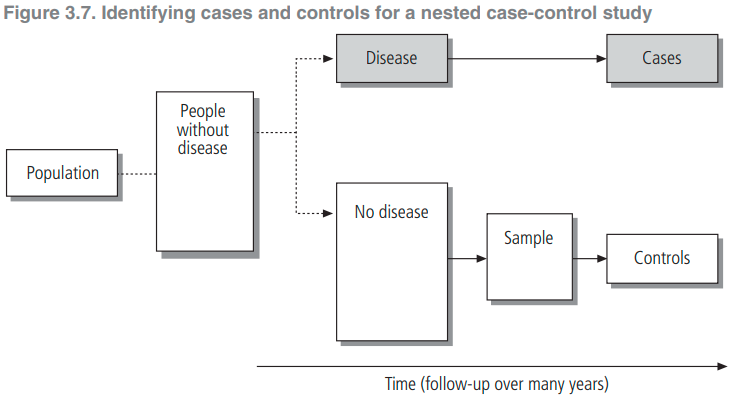 Figure 3.7. Identifying cases and controls for a nested case-control study
Disease
Cases
People
without
disease
Population
No disease
Sample
Controls
Time (follow-up over many years)